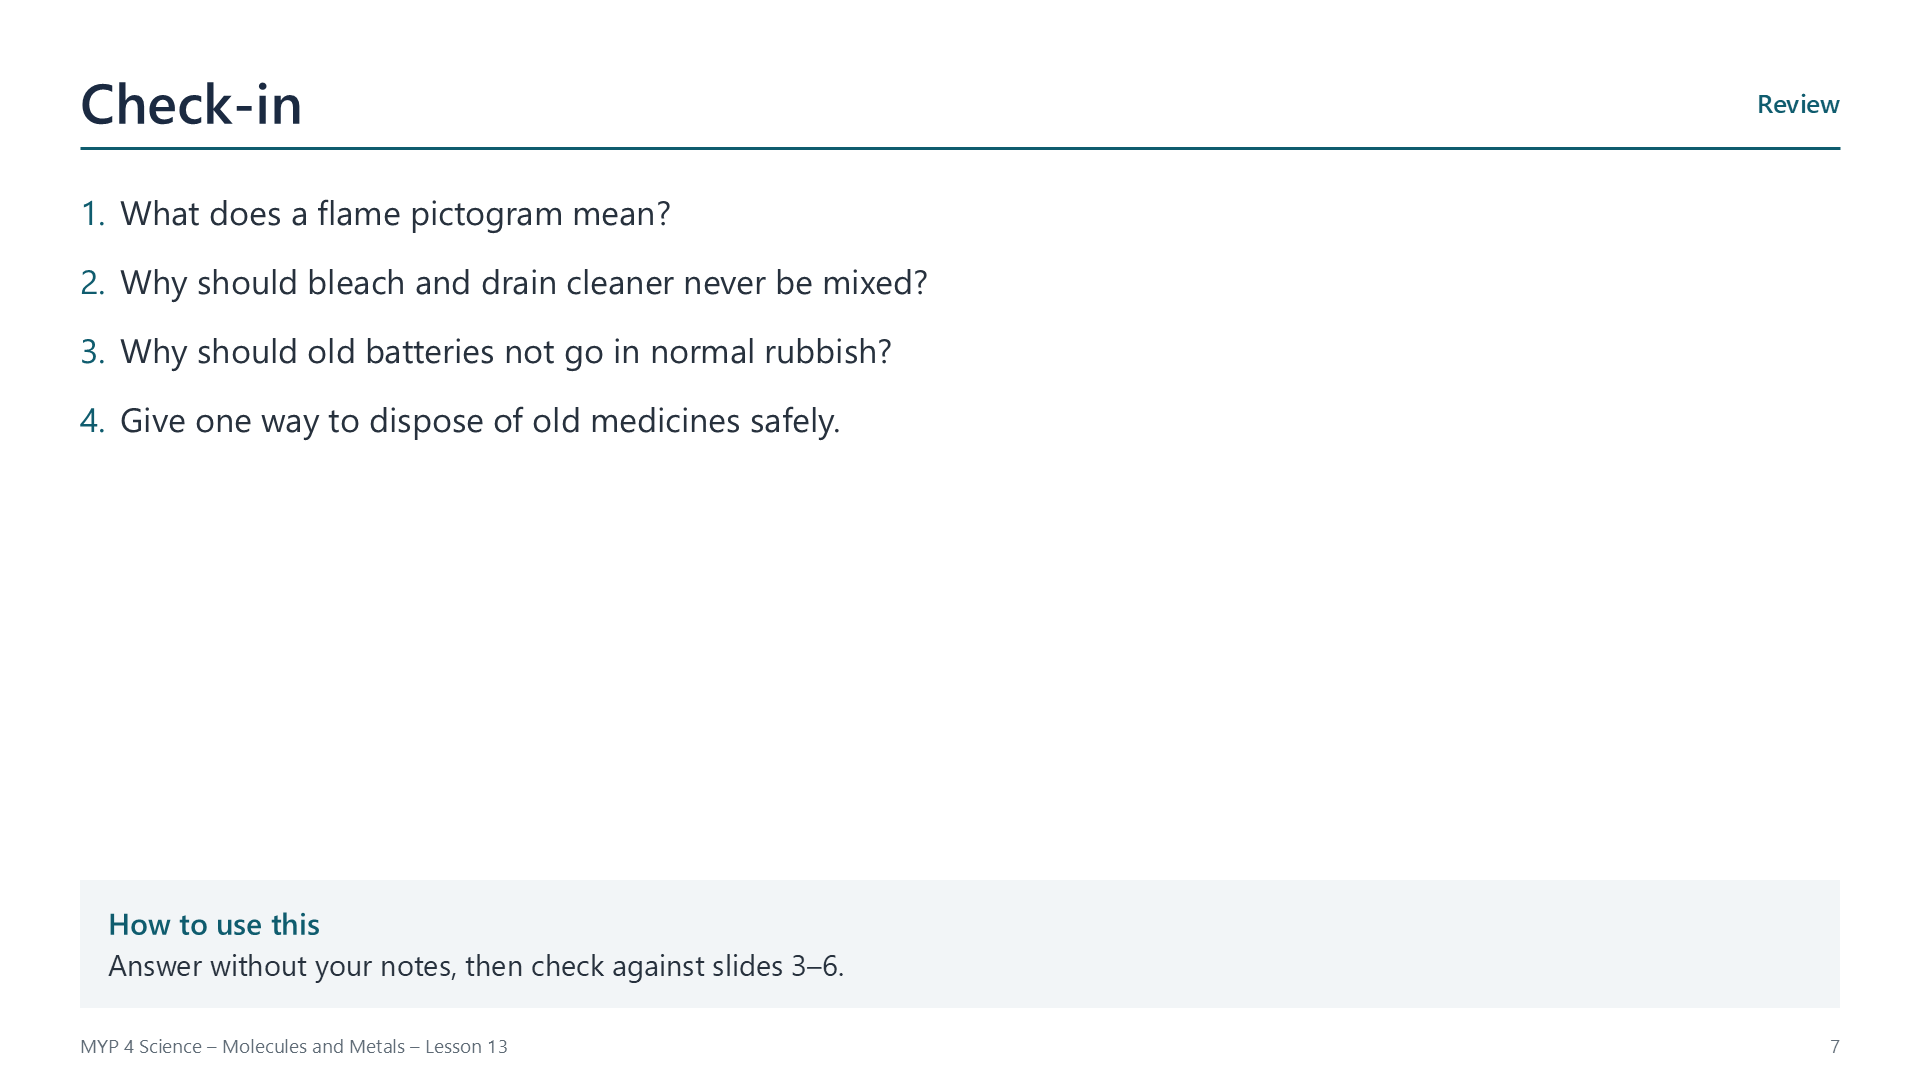 Check-in
Review
1. What does a flame pictogram mean?
2. Why should bleach and drain cleaner never be mixed?
3. Why should old batteries not go in normal rubbish?
4. Give one way to dispose of old medicines safely.
How to use this
Answer without your notes, then check against slides 3–6.
MYP 4 Science – Molecules and Metals – Lesson 13
7